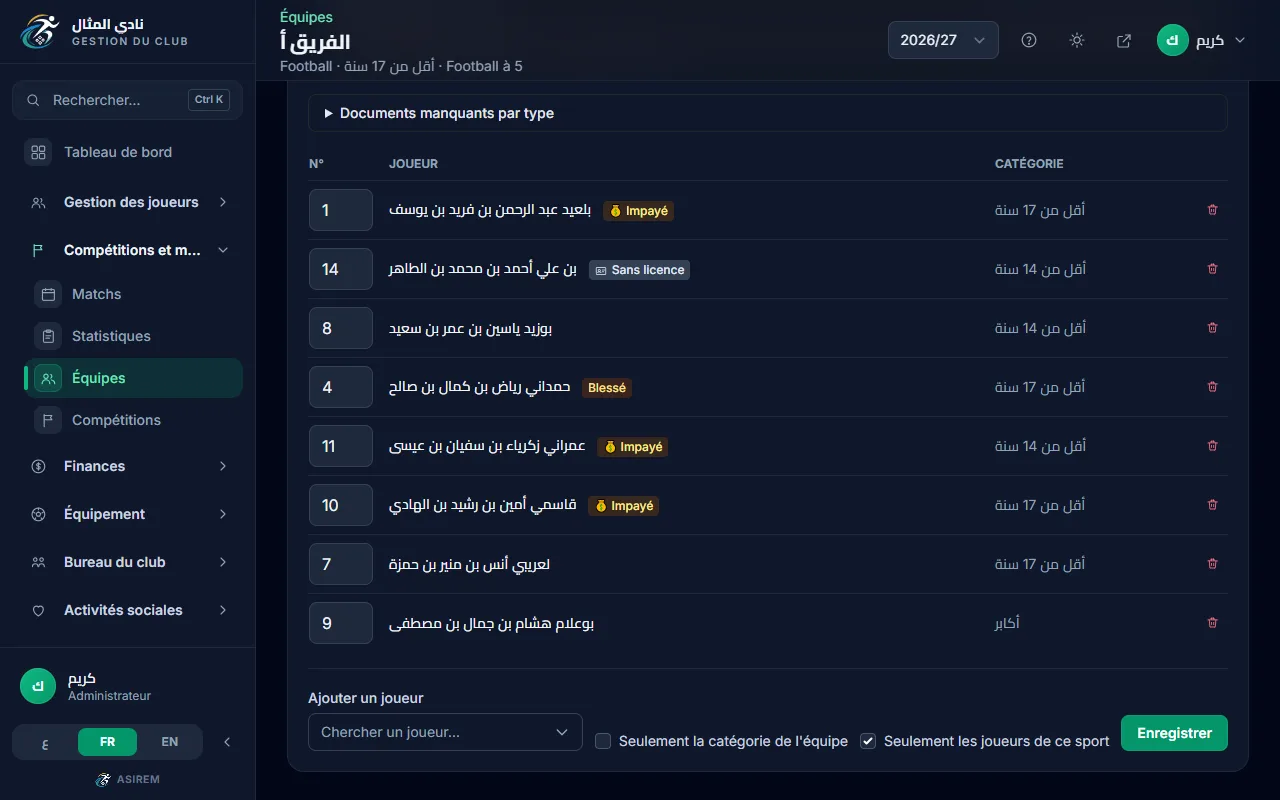 نادي المثال
GESTION DU CLUB
Rechercher...
Ctrl K
Tableau de bord
Gestion des joueurs
Compétitions et m...
Matchs
Statistiques
Équipes
Compétitions
Finances
Équipement
Bureau du club
Activités sociales
ك
كريم
Administrateur
ع
FR
EN
ASIREM
Équipes
الفريق أ
Football · أقل من 17 سنة · Football à 5
2026/27
ك
كريم
Documents manquants par type
N° JOUEUR CATÉGORIE
1 بلعيد عبد الرحمن بن فريد بن يوسف Impayé أقل من 17 سنة
14 بن علي أحمد بن محمد بن الطاهر Sans licence أقل من 14 سنة
8 بوزيد ياسين بن عمر بن سعيد أقل من 14 سنة
4 حمداني رياض بن كمال بن صالح Blessé أقل من 17 سنة
11 عمراني زكرياء بن سفيان بن عيسى Impayé أقل من 14 سنة
10 قاسمي أمين بن رشيد بن الهادي Impayé أقل من 17 سنة
7 لعريبي أنس بن منير بن حمزة أقل من 17 سنة
9 بوعلام هشام بن جمال بن مصطفى أكابر
Ajouter un joueur
Chercher un joueur...
Seulement la catégorie de l'équipe
Seulement les joueurs de ce sport
Enregistrer